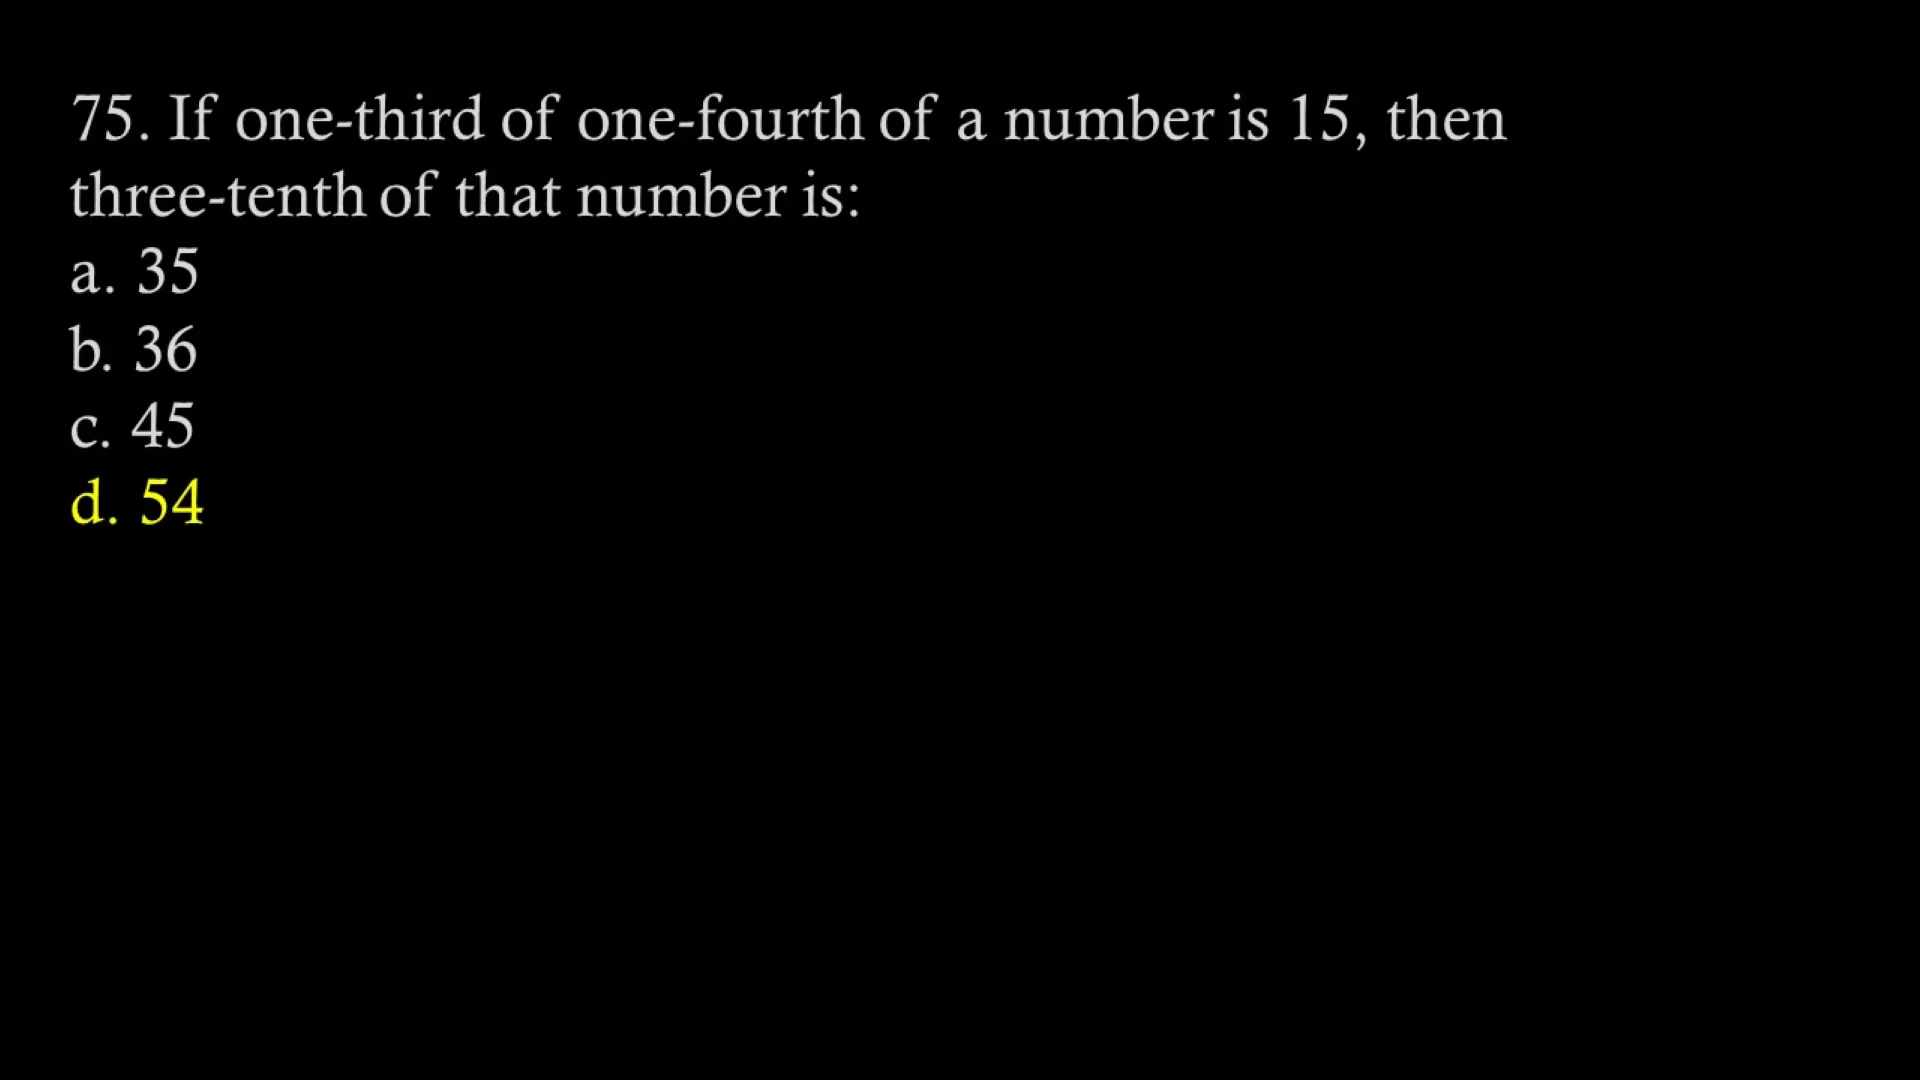 75. If one-third of one-fourth of a number is 15, then
three-tenth of that number is:
a. 35
b. 36
c. 45
d. 54